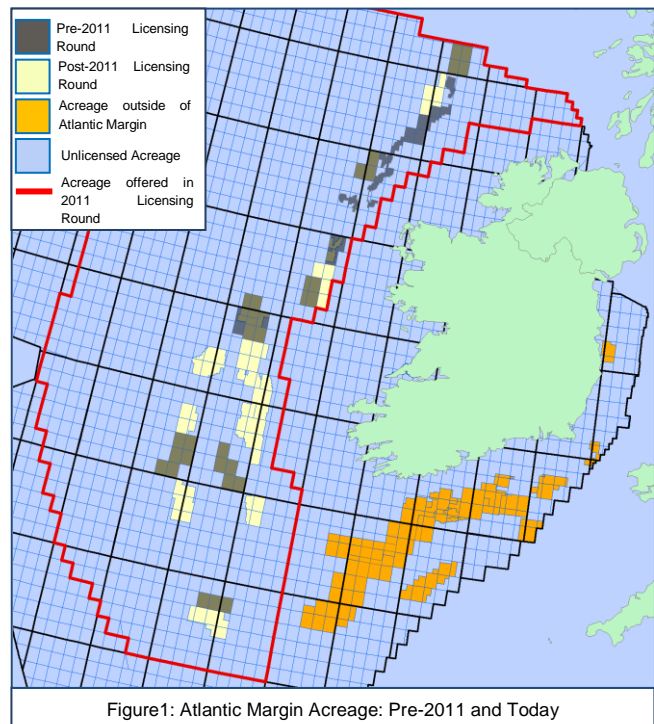 Pre-2011 Licensing
Round
Post-2011 Licensing
Round
Acreage outside of
Atlantic Margin
Unlicensed Acreage
Acreage offered in
2011 Licensing
Round
Figure1: Atlantic Margin Acreage: Pre-2011 and Today